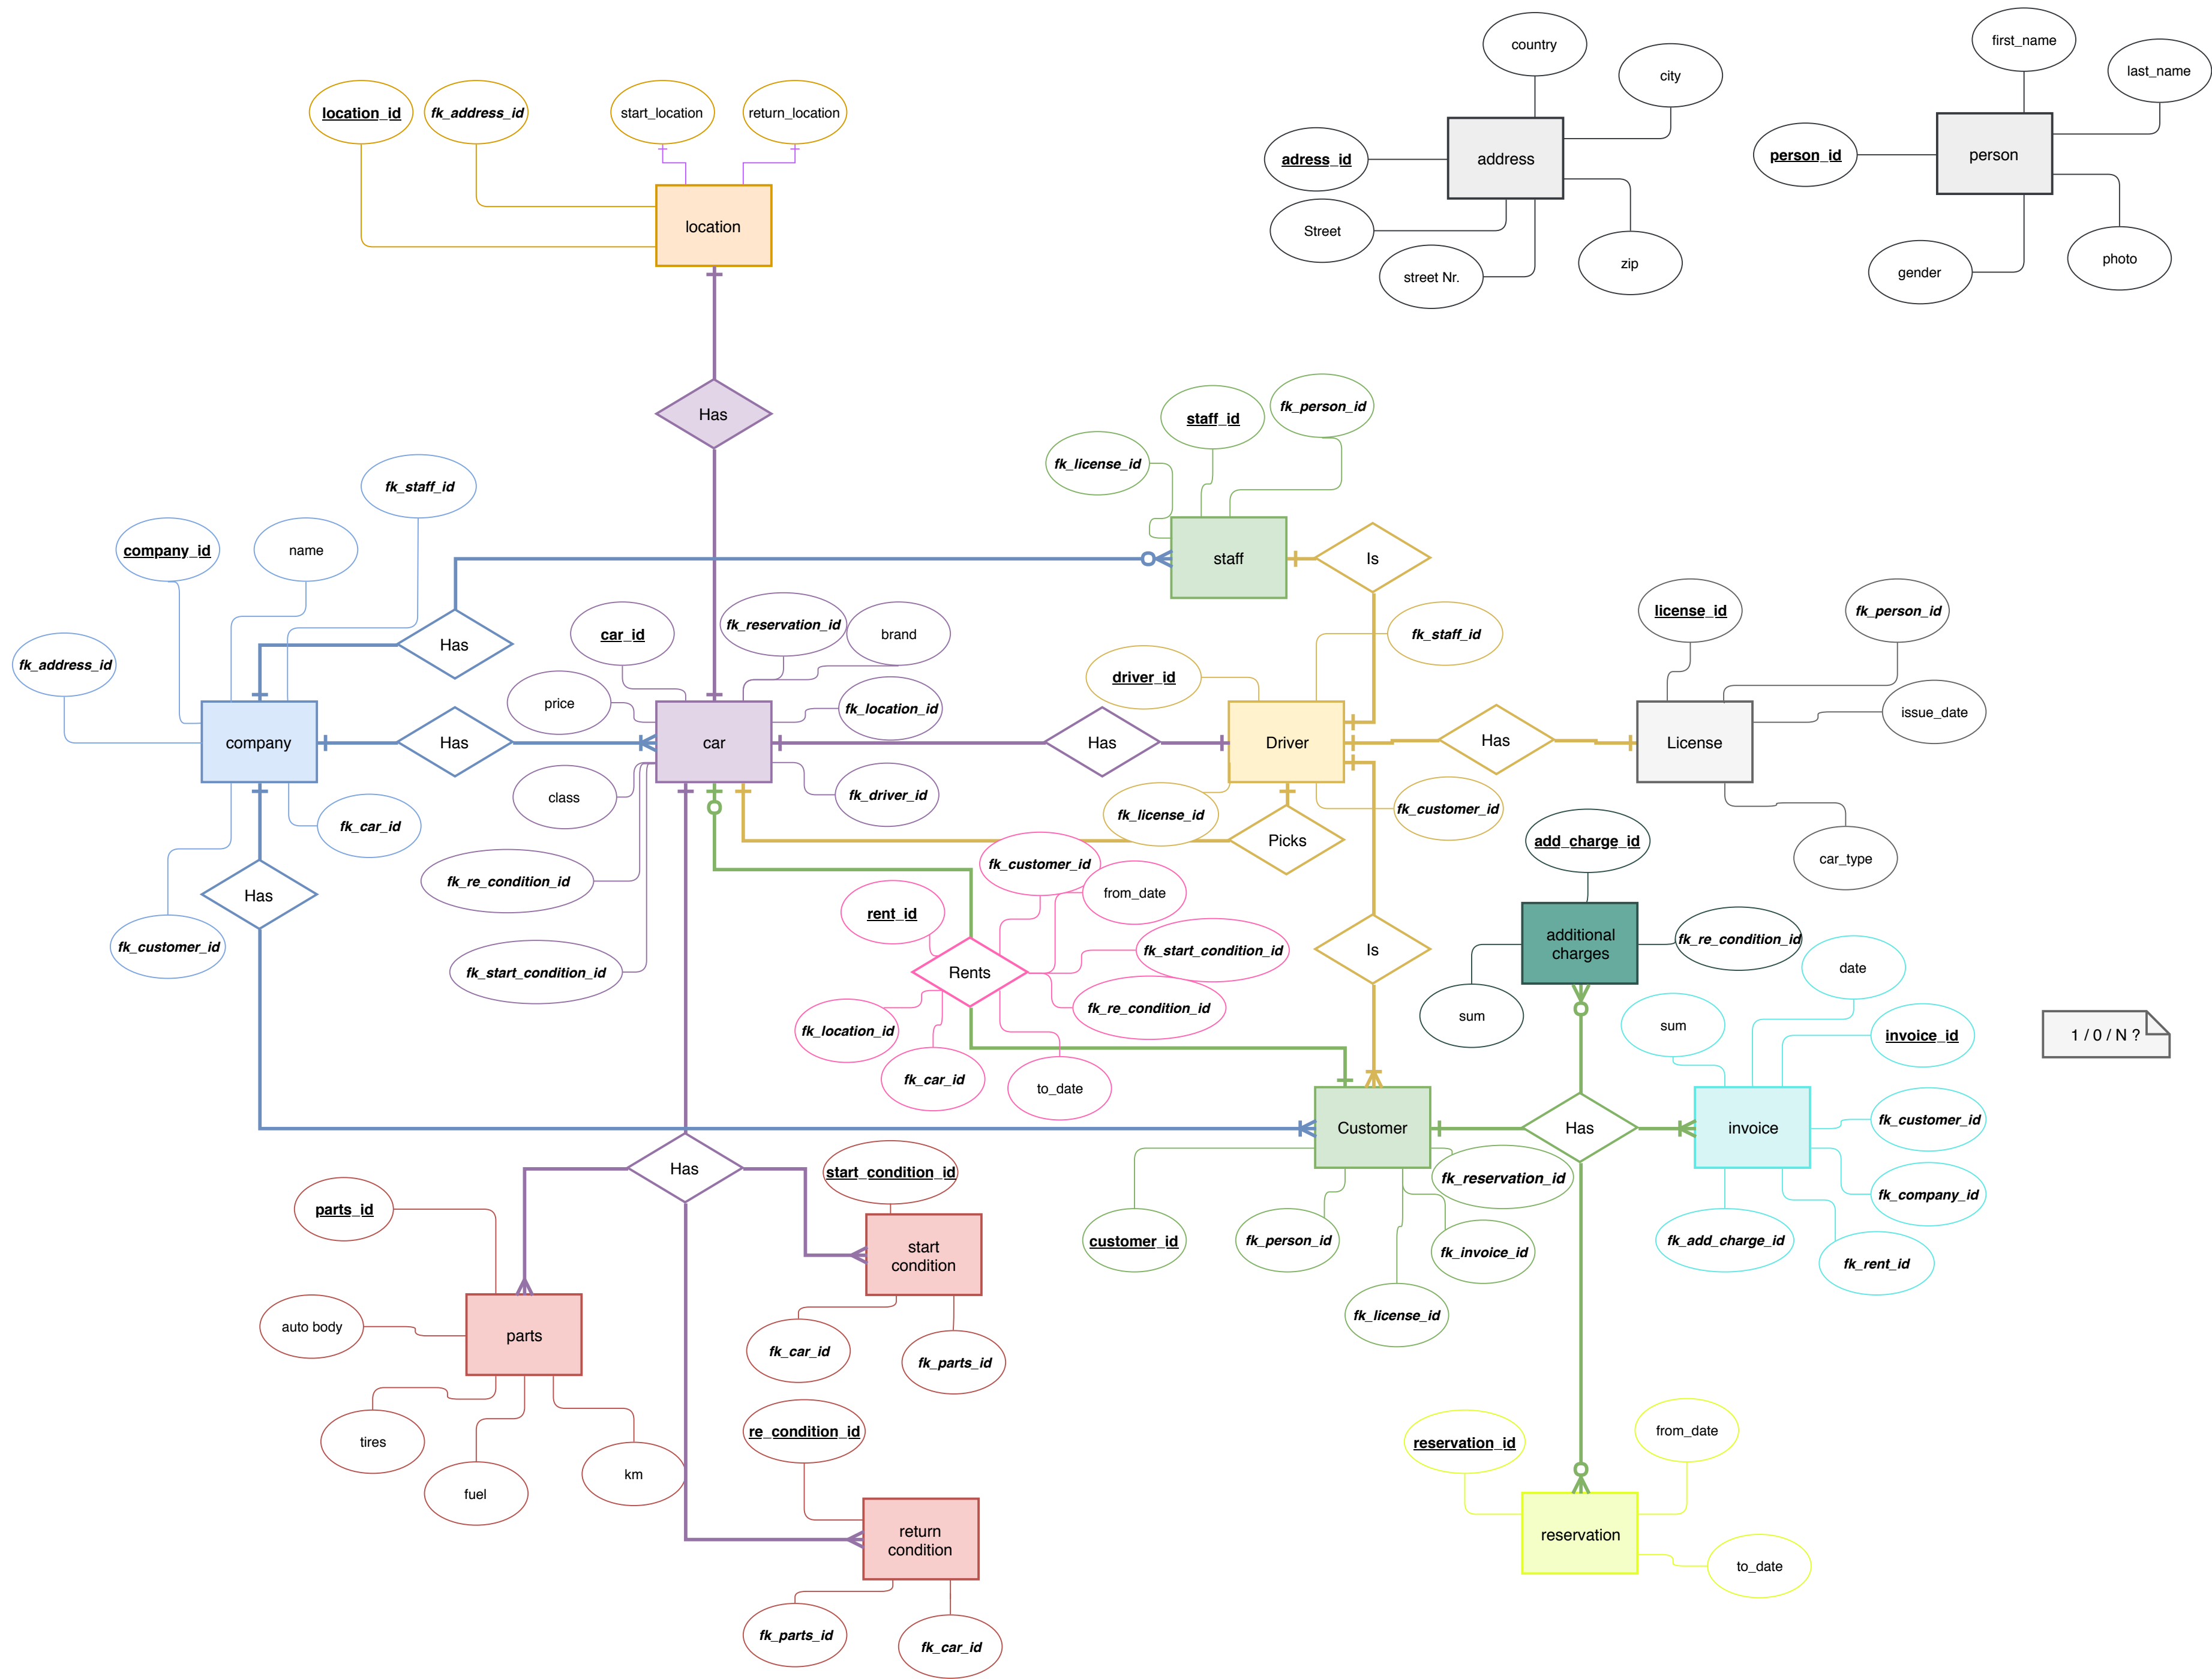 country
first_name
city
last_name
location_id
fk_address_id
start_location
return_location
adress_id
address
person_id
person
location
Street
street Nr.
zip
gender
photo
Has
fk_person_id
staff_id
fk_license_id
fk_staff_id
company_id
name
staff
Is
license_id
fk_person_id
car_id
fk_reservation_id
brand
fk_staff_id
Has
fk_address_id
driver_id
price
fk_location_id
issue_date
company
Has
car
Has
Driver
Has
License
class
fk_driver_id
fk_license_id
fk_customer_id
fk_car_id
Picks
add_charge_id
car_type
fk_re_condition_id
fk_customer_id
from_date
Has
rent_id
fk_customer_id
fk_start_condition_id
Rents
fk_start_condition_id
Is
additional
charges
fk_re_condition_id
date
fk_re_condition_id
fk_location_id
sum
sum
invoice_id
1 / 0 / N ?
fk_car_id
to_date
Customer
Has
invoice
fk_customer_id
Has
start_condition_id
fk_reservation_id
fk_company_id
parts_id
customer_id
fk_person_id
fk_invoice_id
fk_add_charge_id
fk_rent_id
start
condition
fk_license_id
auto body
parts
fk_car_id
fk_parts_id
tires
fuel
km
re_condition_id
reservation_id
from_date
return
condition
reservation
to_date
fk_parts_id
fk_car_id